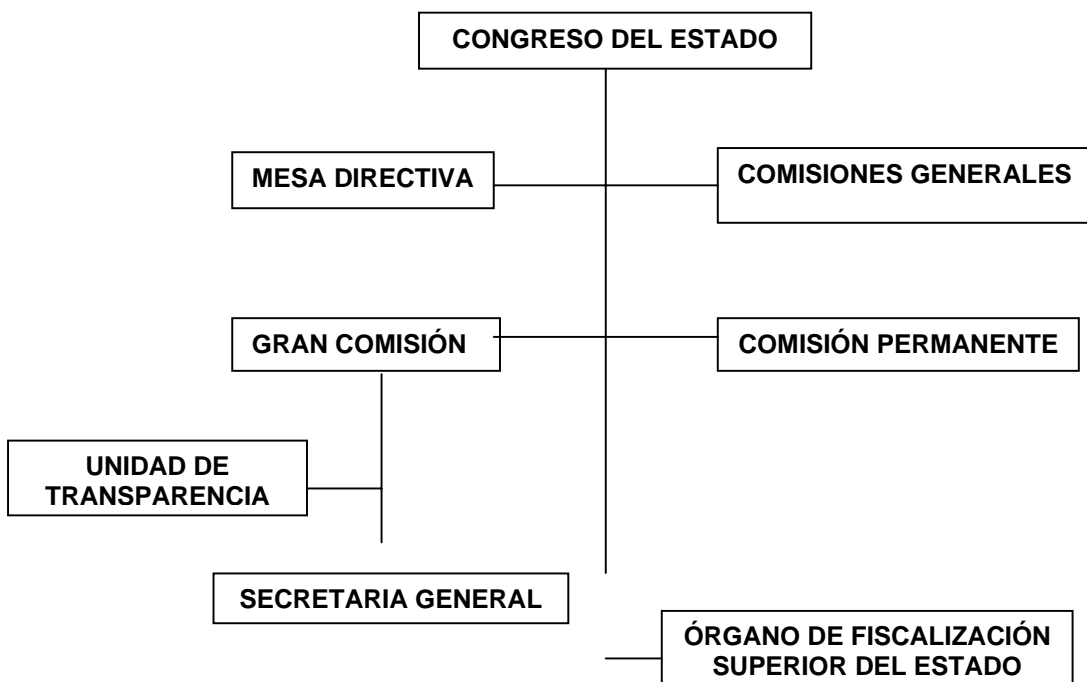 CONGRESO DEL ESTADO
MESA DIRECTIVA
COMISIONES GENERALES
GRAN COMISIÓN
COMISIÓN PERMANENTE
UNIDAD DE
TRANSPARENCIA
SECRETARIA GENERAL
ÓRGANO DE FISCALIZACIÓN
SUPERIOR DEL ESTADO